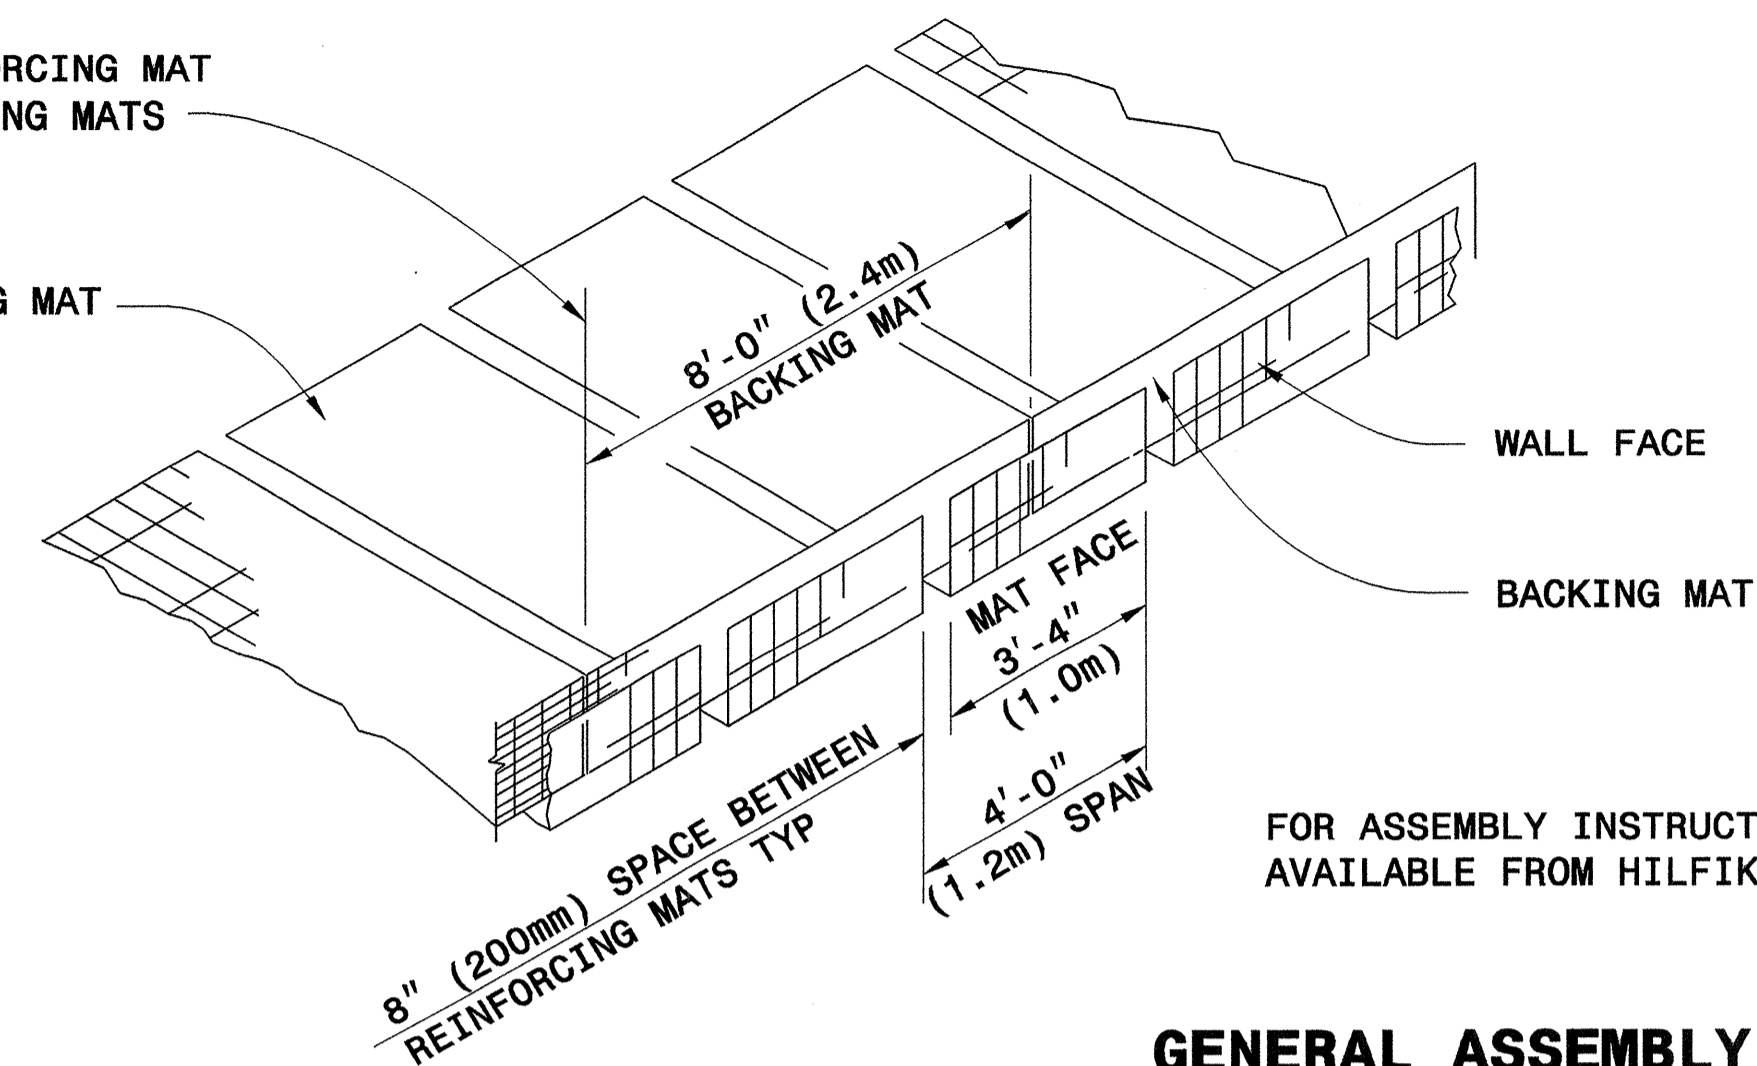 RCING MAT
NG MATS
G MAT
8'-0" (2.4m)
BACKING MAT
WALL FACE
BACKING MAT
MAT FACE
3'-4"
(1.0m)
4'-0"
(1.2m) SPAN
8" (200mm) SPACE BETWEEN
REINFORCING MATS TYP
FOR ASSEMBLY INSTRUCT
AVAILABLE FROM HILFIK
GENERAL ASSEMBLY